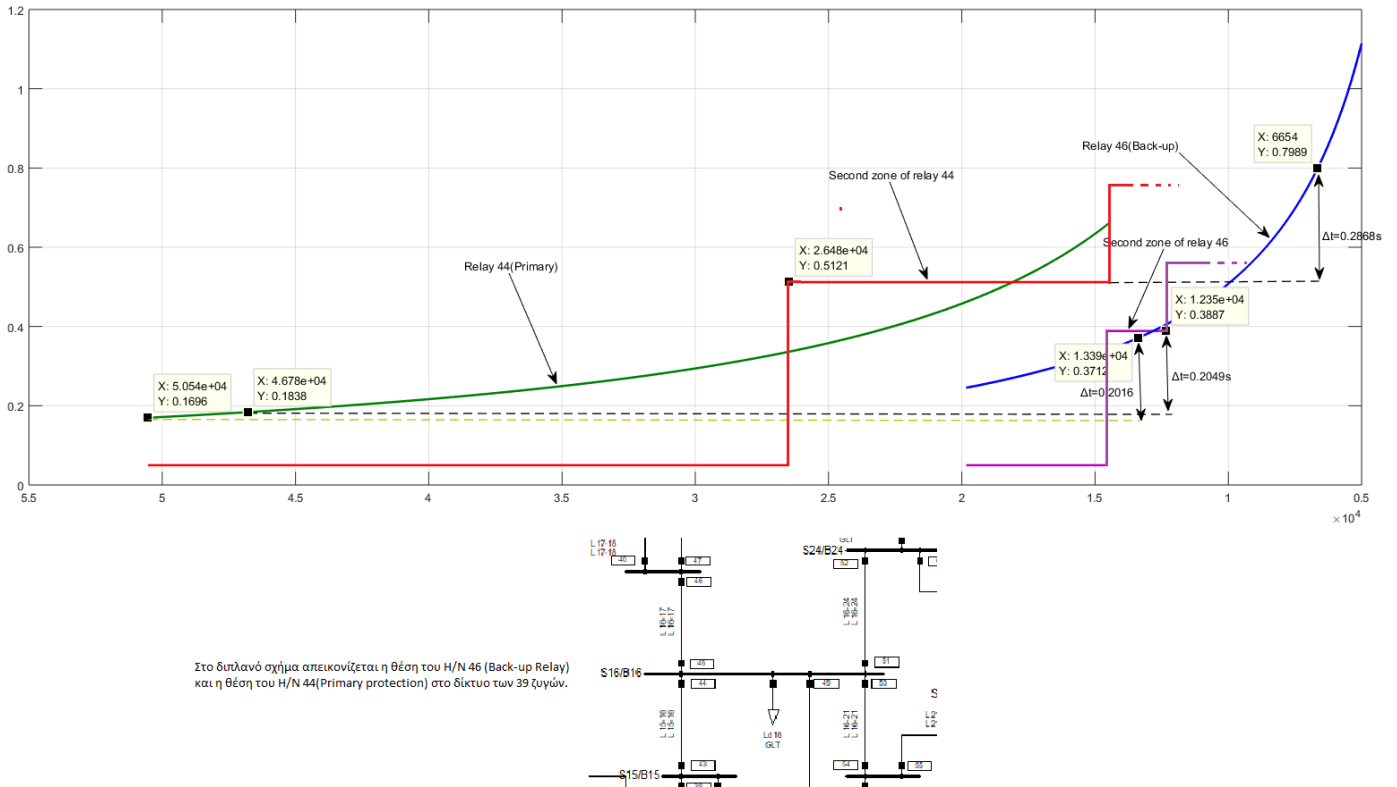 1.2
1
0.8
0.6
0.4
0.2
0
5.5
5
4.5
4
3.5
3
2.5
2
1.5
1
0.5
×10⁴
Relay 46(Back-up)
X: 6654
Y: 0.7989
Second zone of relay 44
Δt=0.2868s
Second zone of relay 46
X: 2.648e+04
Y: 0.5121
Relay 44(Primary)
X: 1.235e+04
Y: 0.3887
X: 1.339e+04
Y: 0.3712
Δt=0.2049s
Δt=0.2016
X: 5.054e+04
Y: 0.1696
X: 4.678e+04
Y: 0.1838
L 17-18
L 17-18
47
46
L 16-17
L 16-17
GLT
S24/B24
52
L 16-24
L 16-24
Στο διπλανό σχήμα απεικονίζεται η θέση του Η/Ν 46 (Back-up Relay)
και η θέση του Η/Ν 44(Primary protection) στο δίκτυο των 39 ζυγών.
45
51
S16/B16
44
49
53
L 15-16
L 15-16
Ld 16
GLT
L 16-21
L 16-21
S
43
54
55
S15/B15